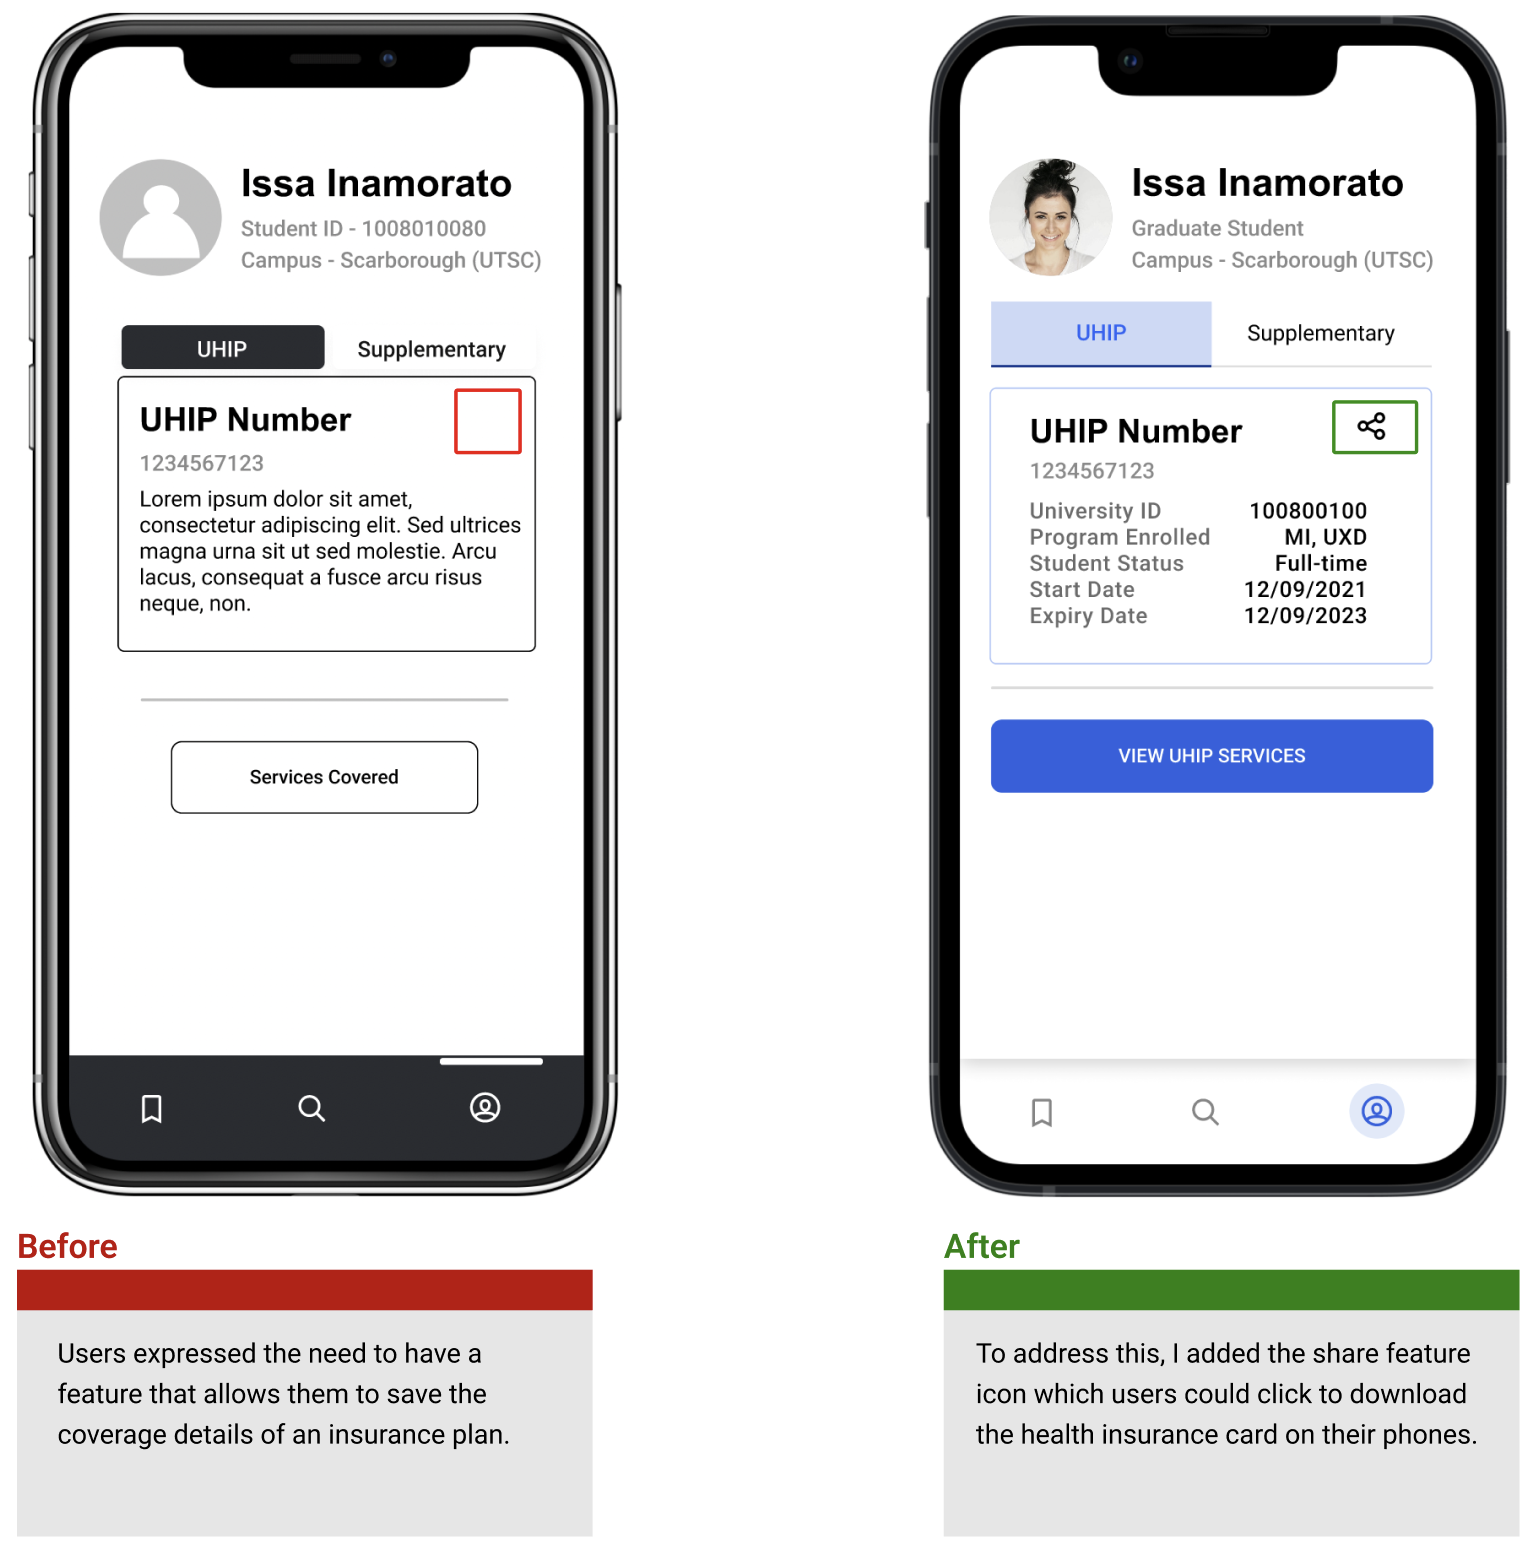 Issa Inamorato
Student ID - 1008010080
Campus - Scarborough (UTSC)
UHIP
Supplementary
UHIP Number
1234567123
Lorem ipsum dolor sit amet,
consectetur adipiscing elit. Sed ultrices
magna urna sit ut sed molestie. Arcu
lacus, consequat a fusce arcu risus
neque, non.
Services Covered
Before
Users expressed the need to have a
feature that allows them to save the
coverage details of an insurance plan.
Issa Inamorato
Graduate Student
Campus - Scarborough (UTSC)
UHIP
Supplementary
UHIP Number
1234567123
University ID 100800100
Program Enrolled MI, UXD
Student Status Full-time
Start Date 12/09/2021
Expiry Date 12/09/2023
VIEW UHIP SERVICES
After
To address this, I added the share feature
icon which users could click to download
the health insurance card on their phones.